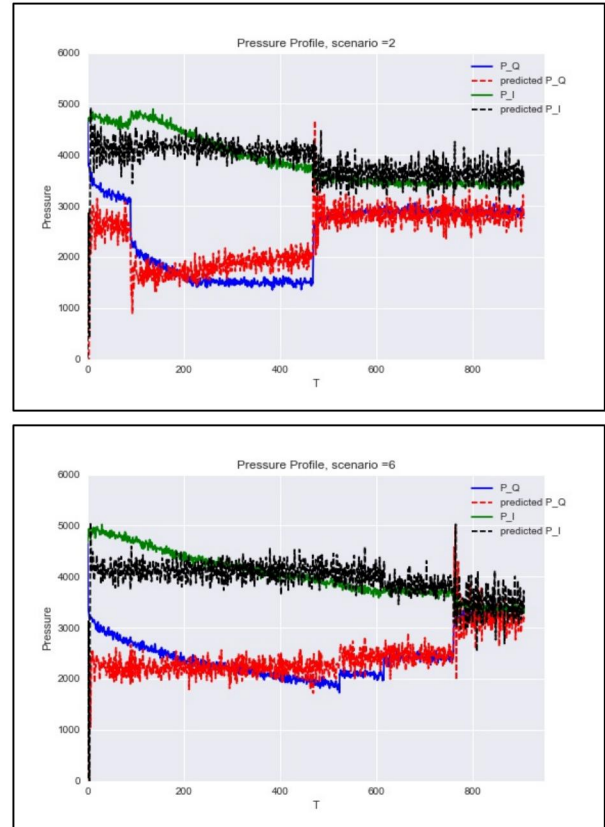 Pressure Profile, scenario =2
P_Q
predicted P_Q
P_I
predicted P_I
6000
5000
4000
3000
2000
1000
0
Pressure
0
200
400
600
800
T
Pressure Profile, scenario =6
P_Q
predicted P_Q
P_I
predicted P_I
6000
5000
4000
3000
2000
1000
0
Pressure
0
200
400
600
800
T